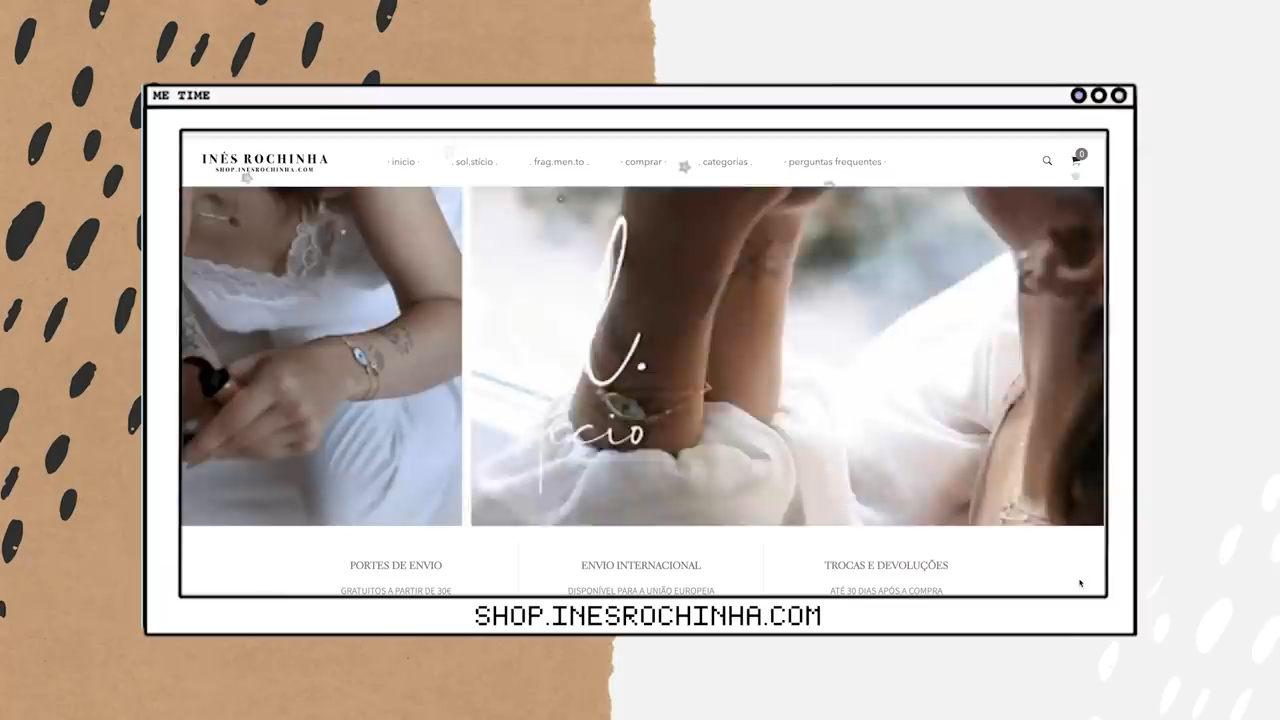 ME TIME
INÊS ROCHINHA
SHOP.INESROCHINHA.COM
· inicio ·
. sol.stício .
. frag.men.to .
· comprar ·
. categorias .
· perguntas frequentes ·
0
PORTES DE ENVIO
ENVIO INTERNACIONAL
TROCAS E DEVOLUÇÕES
GRATUITOS A PARTIR DE 30€
DISPONÍVEL PARA A UNIÃO EUROPEIA
ATÉ 30 DIAS APÓS A COMPRA
SHOP.INESROCHINHA.COM